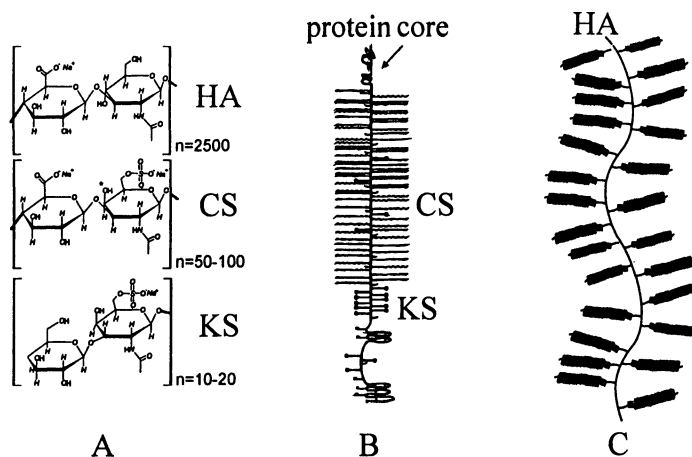 protein core
HA
HA
n=2500
CS
n=50-100
CS
KS
n=10-20
KS
A
B
C